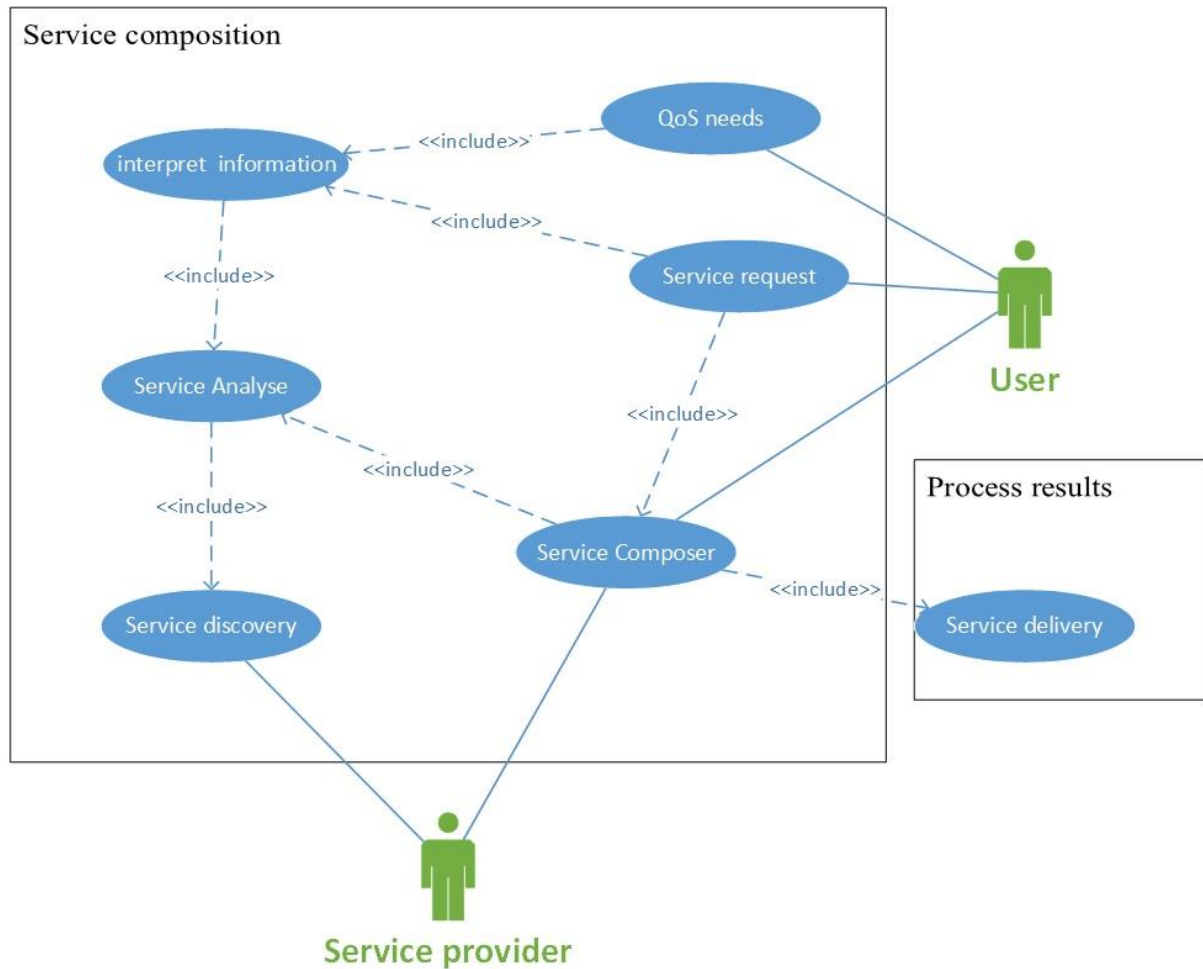 Service composition
QoS needs
<<include>>
interpret information
<<include>>
<<include>>
Service request
User
Service Analyse
<<include>>
<<include>>
Process results
<<include>>
Service Composer
<<include>>
Service discovery
Service delivery
Service provider